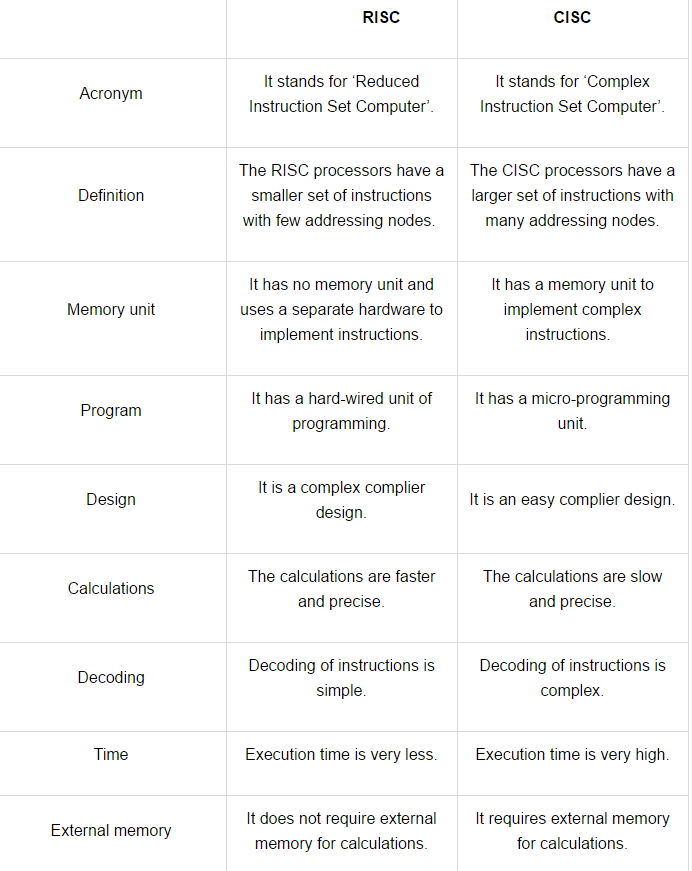 RISC
CISC
Acronym
It stands for ‘Reduced
Instruction Set Computer’.
It stands for ‘Complex
Instruction Set Computer’.
Definition
The RISC processors have a
smaller set of instructions
with few addressing nodes.
The CISC processors have a
larger set of instructions with
many addressing nodes.
Memory unit
It has no memory unit and
uses a separate hardware to
implement instructions.
It has a memory unit to
implement complex
instructions.
Program
It has a hard-wired unit of
programming.
It has a micro-programming
unit.
Design
It is a complex complier
design.
It is an easy complier design.
Calculations
The calculations are faster
and precise.
The calculations are slow
and precise.
Decoding
Decoding of instructions is
simple.
Decoding of instructions is
complex.
Time
Execution time is very less.
Execution time is very high.
External memory
It does not require external
memory for calculations.
It requires external memory
for calculations.